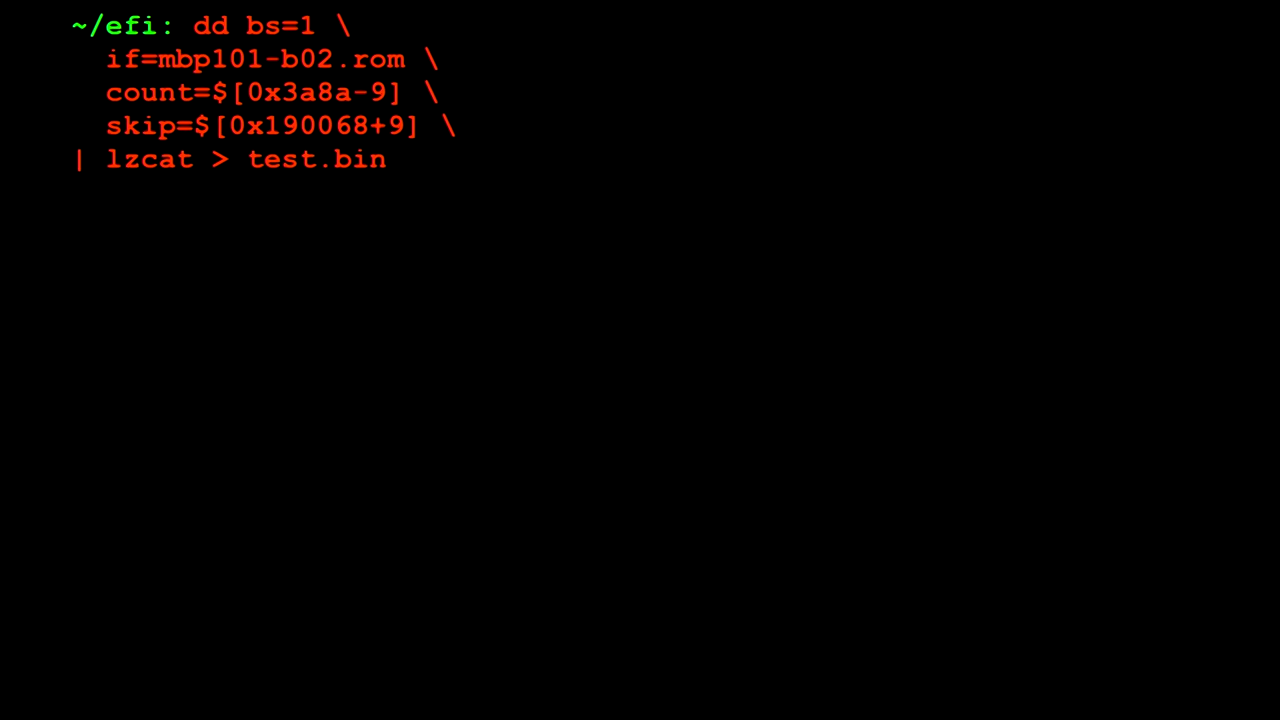 ~/efi: dd bs=1 \
if=mbp101-b02.rom \
count=$[0x3a8a-9] \
skip=$[0x190068+9] \
| lzcat > test.bin